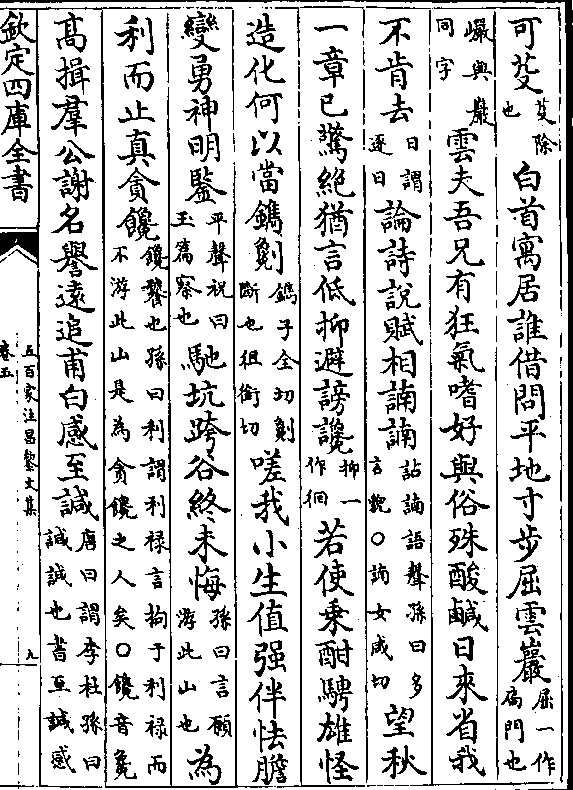 可芟芟除也白首寓居誰借問平地寸步屈雲巖屈一作扃門也
巗與巖同字雲夫吾兄有狂氣嗜好與俗殊酸鹹日來省我
不肯去日謂逐日論詩說賦相諵諵詀諵語聲孫曰多言貌○諵女咸切望秋
一章已驚絶猶言低抑避謗讒抑一作徊若使乗酣騁雄怪
造化何以當鐫劖鐫子全切劖斷也徂銜切嗟我小生值强伴怯膽
變勇神明鑒平聲祝曰玉篇察也馳坑跨谷終未悔孫曰言願游此山也為
利而止真貪饞饞饕也孫曰利謂利禄言拘于利禄而不游此山是為貪饞之人矣○饞音毚
髙揖羣公謝名譽逺追甫白感至諴唐曰謂李杜孫曰諴誠也書至諴感
欽定四庫全書
五百家注昌黎文集
卷五
九